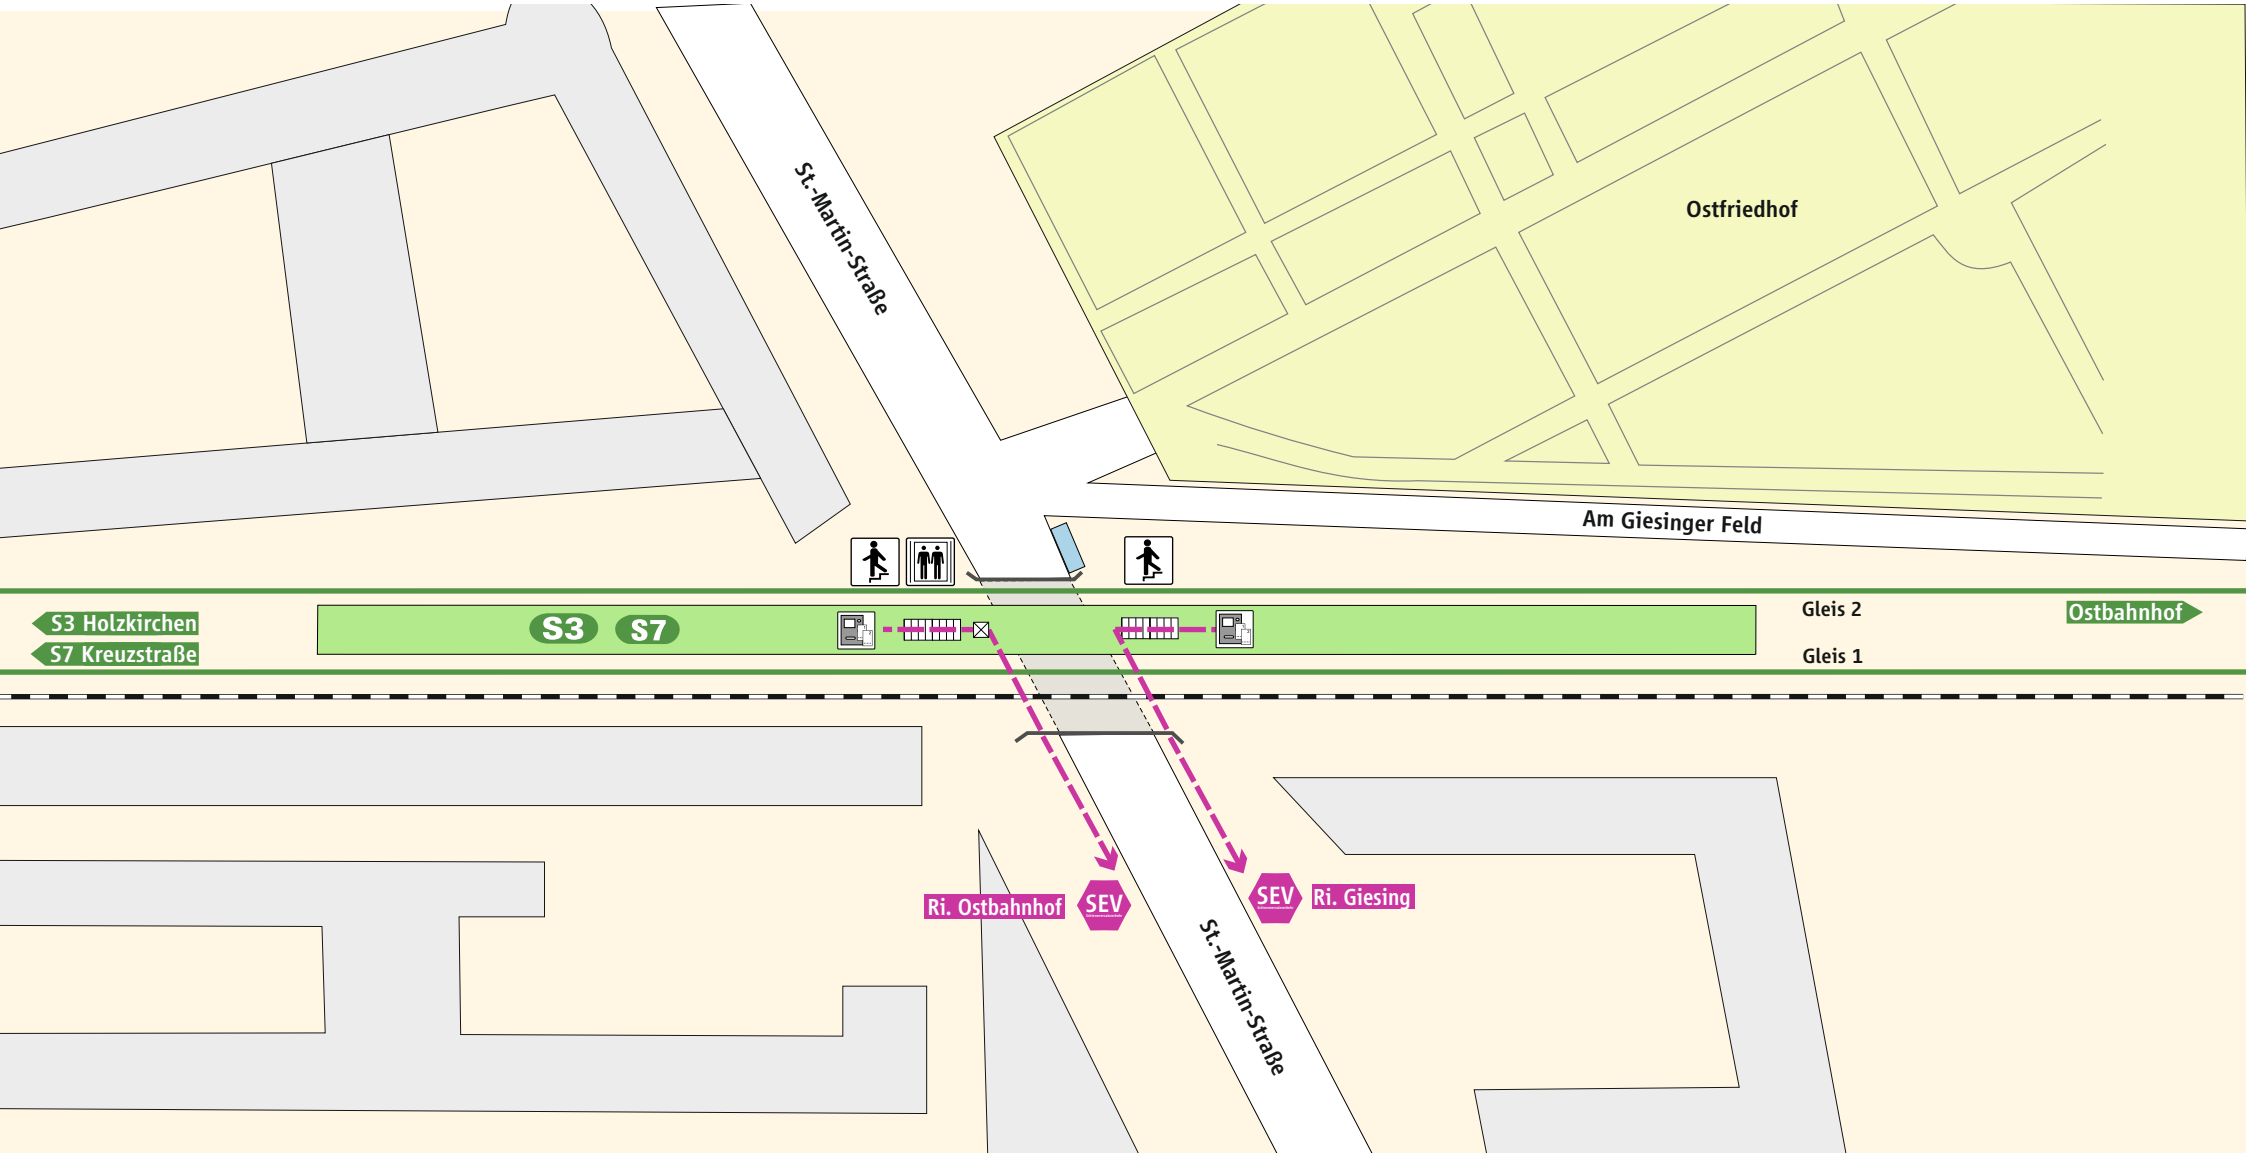 St.-Martin-Straße
Ostfriedhof
Am Giesinger Feld
S3 Holzkirchen
S7 Kreuzstraße
S3
S7
Gleis 2
Gleis 1
Ostbahnhof
Ri. Ostbahnhof
SEV
SEV
Ri. Giesing
St.-Martin-Straße